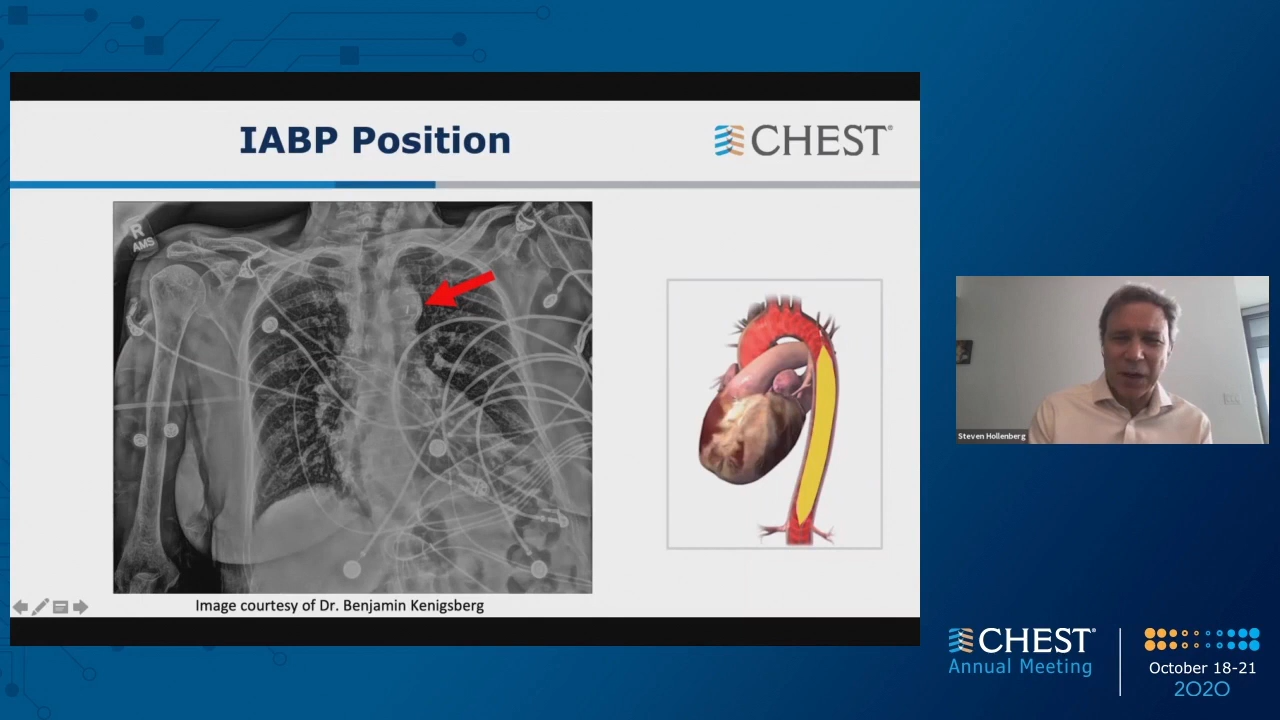 IABP Position
CHEST®
R
AMS
Image courtesy of Dr. Benjamin Kenigsberg
Steven Hollenberg
CHEST®
Annual Meeting
October 18-21
2020